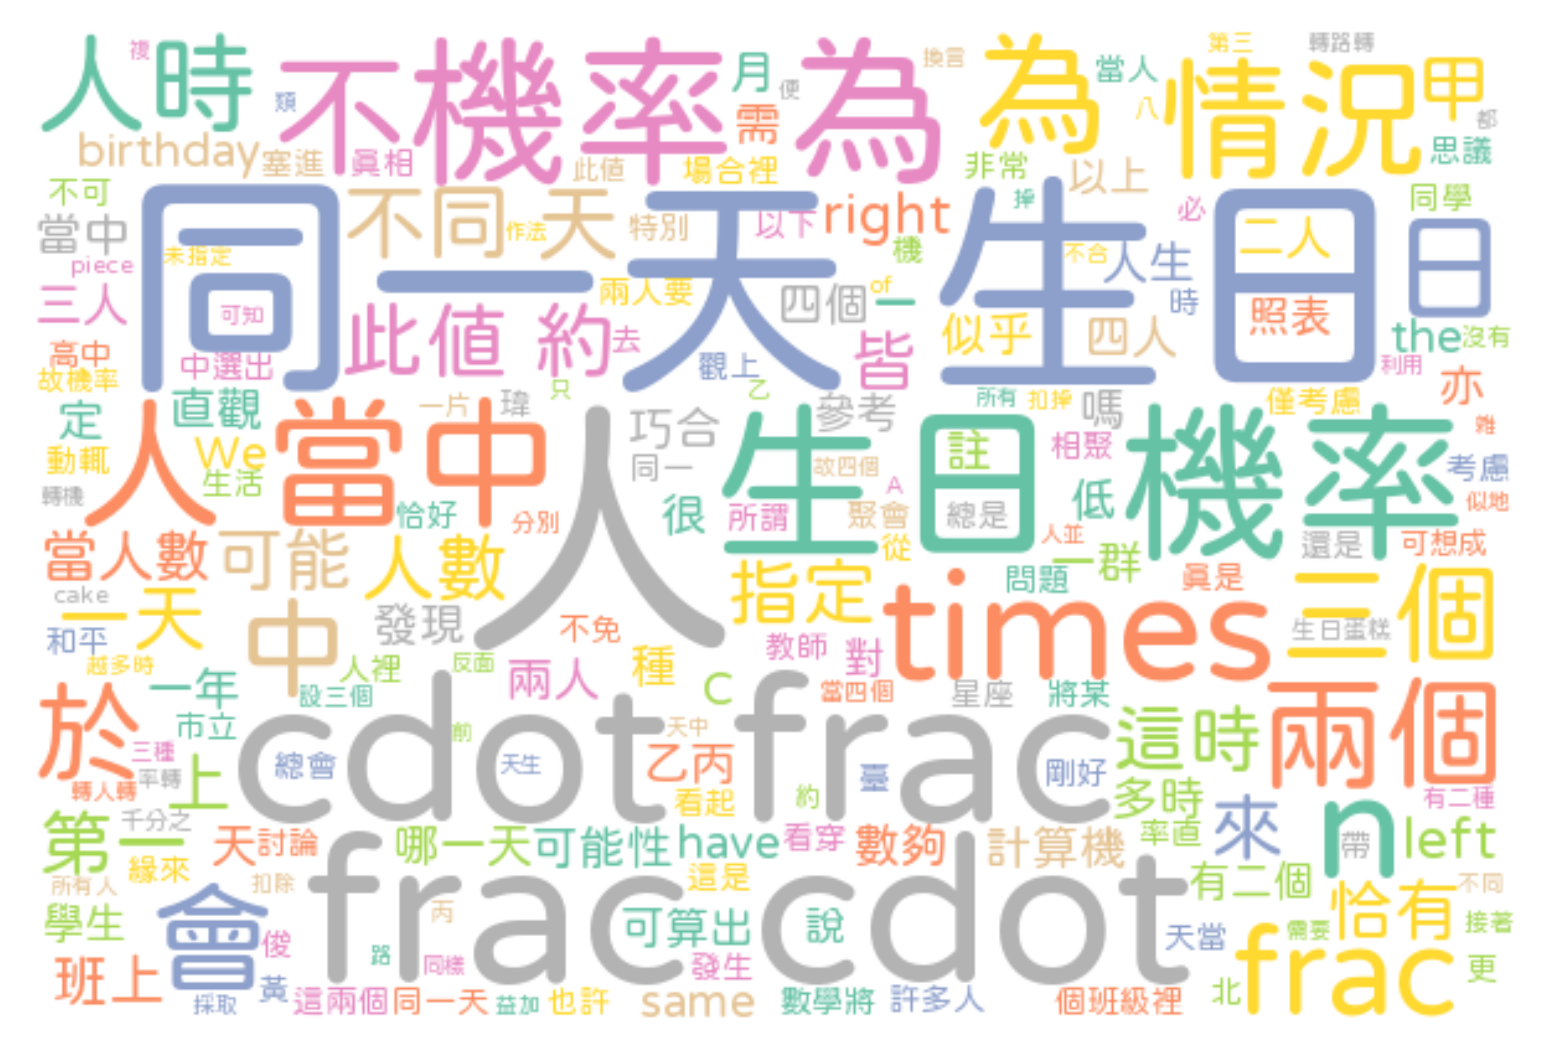 人時 複 不 機率 為 月 便 換言 為 當人 第三 轉路轉
類 需 八 情況 甲 都
birthday 塞進 眞相 此值 場合裡 非常 以上 思議
不可 同一天生日 不同天 作法 特別 以下 right 操 必 同學
當中 未指定 機 不合 人生 二人 日
piece 兩人要 四個 of 一 時
三人 可知 此值 約 去 似乎 四人 照表 the 沒有
高中 中選出 觀上 皆 利用
故機率 直觀 一片 瑋 只 乙 所有 扣掉 嗎 僅考慮 亦
定 人 當中 巧合 參考 生日 註 相聚 機率 雜
動輒 We 同一 故四個 考慮
轉機 生活 恰好 分別 人 很 所謂 A 聚會 總是 低 似地
當人數 可能 人數 從 人並 一群 還是 可想成
cake 指定 問題 眞是 三個
一天 中 發現 不免 times
和平 教師 對 生日蛋糕
越多時 人裡 反面 兩人 種
一年 設三個 C 當四個 星座 將某
於 市立 cdot frac 這時 兩個
三種 前 天中
轉人轉 率轉 上 總會 天生 乙丙 臺 剛好
看起 約 多時 有二種
第一 千分之 來 n
天 討論 哪一天 可能性 have 看穿 數夠 計算機 率直 帶 left
緣來 frac cdot
所有人 扣除 這是 有二個 不同
學生 會 丙 可算出 說 恰有 接著
俊 天當 需要
路 同樣 發生 frac
班上 黃 更
採取 這兩個 同一天 益加 也許 same 數學將 許多人 個班級裡 北